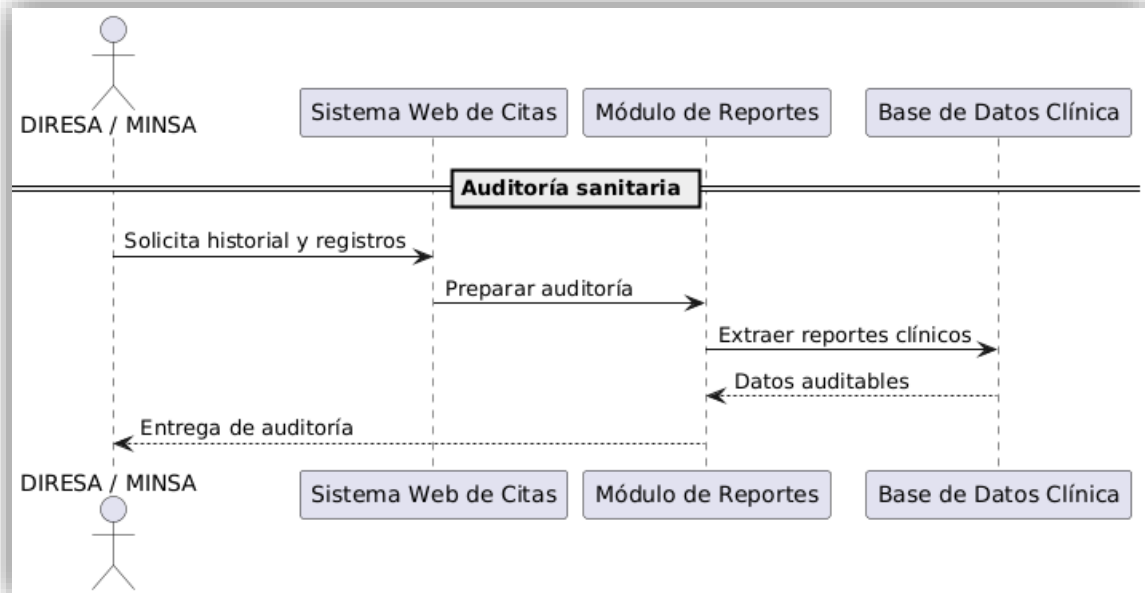 DIRESA / MINSA
Sistema Web de Citas
Módulo de Reportes
Base de Datos Clínica
Auditoría sanitaria
Solicita historial y registros
Preparar auditoría
Extraer reportes clínicos
Datos auditables
Entrega de auditoría
DIRESA / MINSA
Sistema Web de Citas
Módulo de Reportes
Base de Datos Clínica